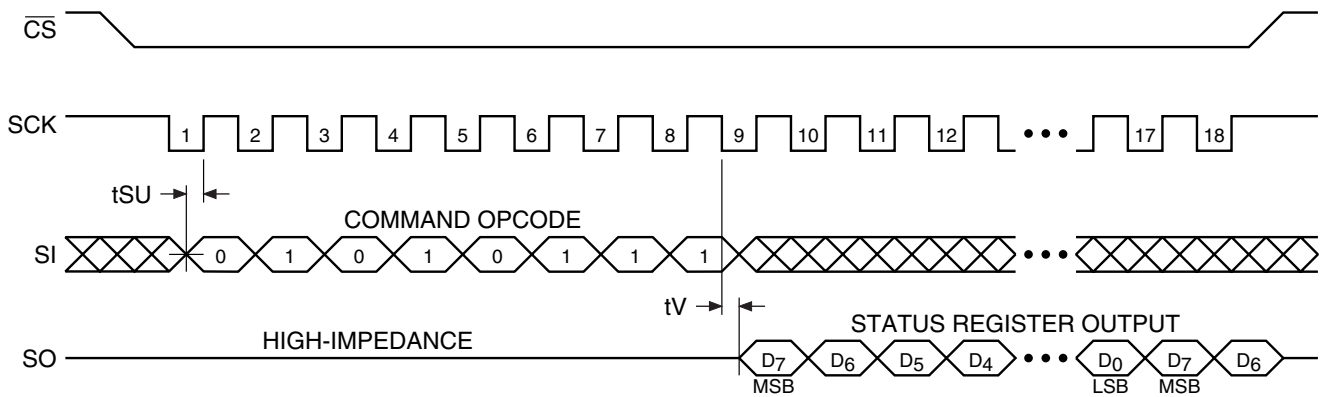 CS
SCK 1 2 3 4 5 6 7 8 9 10 11 12 17 18
tSU
COMMAND OPCODE
SI 0 1 0 1 0 1 1 1
tV
HIGH-IMPEDANCE
STATUS REGISTER OUTPUT
SO D7 D6 D5 D4 D0 D7 D6
MSB LSB MSB